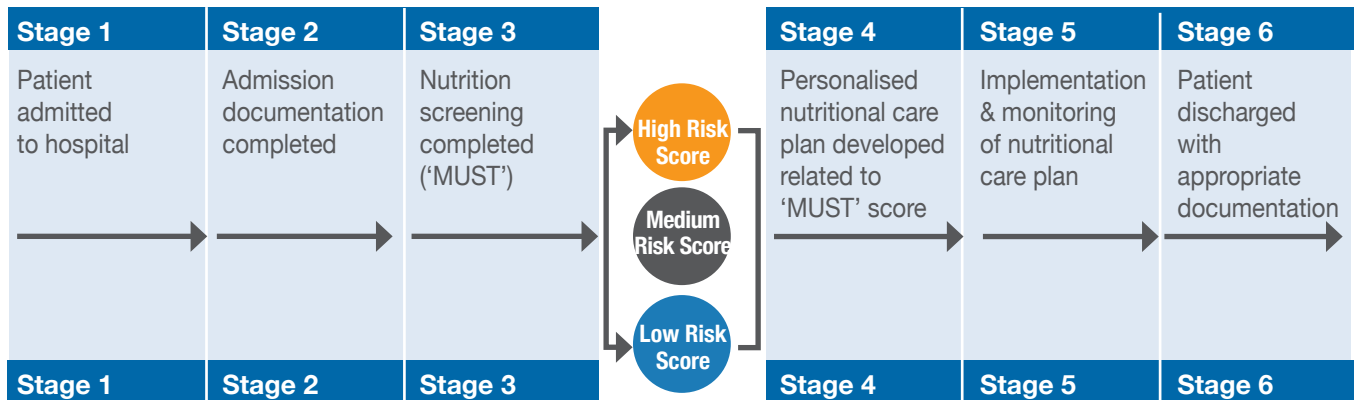 Stage 1
Patient
admitted
to hospital
Stage 1
Stage 2
Admission
documentation
completed
Stage 2
Stage 3
Nutrition
screening
completed
(‘MUST’)
Stage 3
High Risk
Score
Medium
Risk Score
Low Risk
Score
Stage 4
Personalised
nutritional care
plan developed
related to
‘MUST’ score
Stage 4
Stage 5
Implementation
& monitoring
of nutritional
care plan
Stage 5
Stage 6
Patient
discharged
with
appropriate
documentation
Stage 6